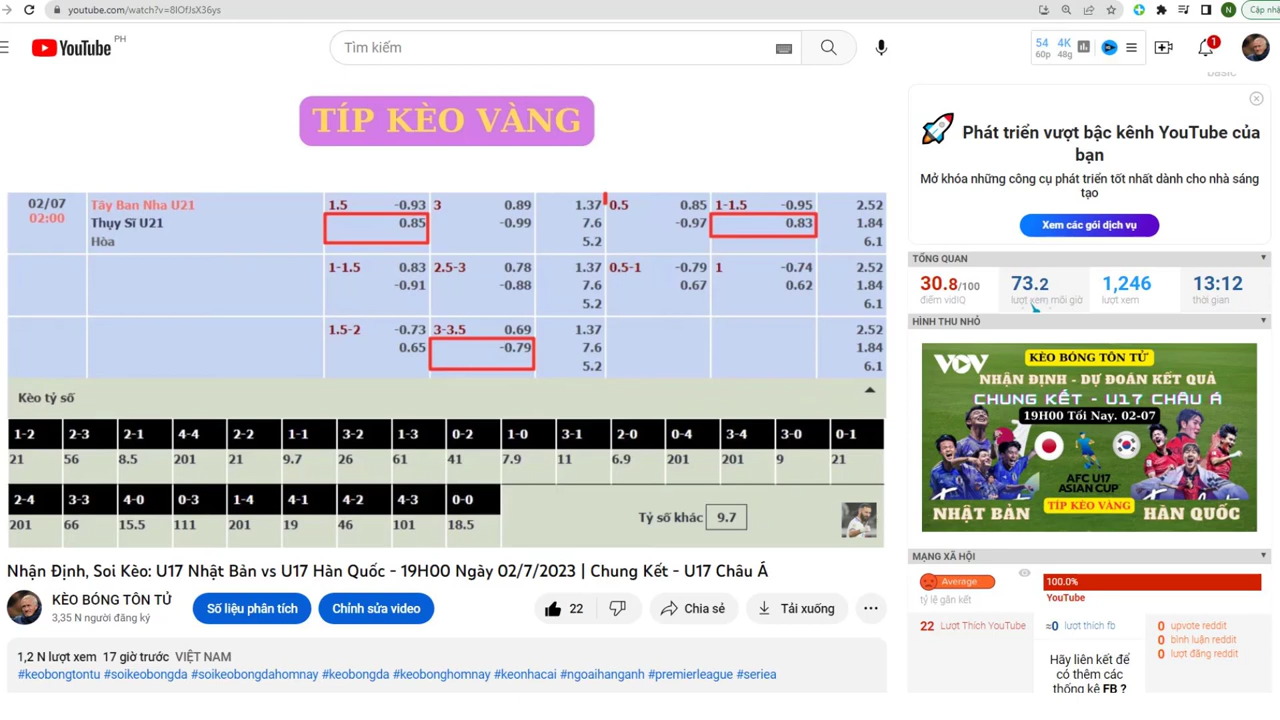 youtube.com/watch?v=8IOfJsX36ys
N
Cập nhậ
YouTube PH
Tìm kiếm
54 4K
60p 48g
1
TÍP KÈO VÀNG
02/07 Tây Ban Nha U21 1.5 -0.93 3 0.89 1.37 0.5 0.85 1-1.5 -0.95 2.52
02:00 Thụy Sĩ U21 0.85 -0.99 7.6 -0.97 0.83 1.84
Hòa 5.2 6.1
1-1.5 0.83 2.5-3 0.78 1.37 0.5-1 -0.79 1 -0.74 2.52
-0.91 -0.88 7.6 0.67 0.62 1.84
5.2 6.1
1.5-2 -0.73 3-3.5 0.69 1.37 2.52
0.65 -0.79 7.6 1.84
5.2 6.1
Kèo tỷ số
1-2 2-3 2-1 4-4 2-2 1-1 3-2 1-3 0-2 1-0 3-1 2-0 0-4 3-4 3-0 0-1
21 56 8.5 201 21 9.7 26 61 41 7.9 11 6.9 201 201 9 21
2-4 3-3 4-0 0-3 1-4 4-1 4-2 4-3 0-0
201 66 15.5 111 201 19 46 101 18.5
Tỷ số khác 9.7
Nhận Định, Soi Kèo: U17 Nhật Bản vs U17 Hàn Quốc - 19H00 Ngày 02/7/2023 | Chung Kết - U17 Châu Á
KÈO BÓNG TÔN TỬ
3,35 N người đăng ký
Số liệu phân tích
Chỉnh sửa video
22
Chia sẻ
Tải xuống
1,2 N lượt xem 17 giờ trước VIỆT NAM
#keobongtontu #soikeobongda #soikeobongdahomnay #keobongda #keobonghomnay #keonhacai #ngoaihanganh #premierleague #seriea
Phát triển vượt bậc kênh YouTube của
bạn
Mở khóa những công cụ phát triển tốt nhất dành cho nhà sáng
tạo
Xem các gói dịch vụ
TỔNG QUAN
30.8/100 73.2 1,246 13:12
điểm vidIQ lượt xem mỗi giờ lượt xem thời gian
HÌNH THU NHỎ
VOV
KÈO BÓNG TÔN TỬ
NHẬN ĐỊNH - DỰ ĐOÁN KẾT QUẢ
CHUNG KẾT - U17 CHÂU Á
19H00 Tối Nay. 02-07
AFC U17
ASIAN CUP
TÍP KÈO VÀNG
NHẬT BẢN
HÀN QUỐC
MẠNG XÃ HỘI
Average
tỷ lệ gắn kết
100.0%
YouTube
22 Lượt Thích YouTube
≈0 lượt thích fb
Hãy liên kết để
có thêm các
thống kê FB ?
0 upvote reddit
0 bình luận reddit
0 lượt đăng reddit